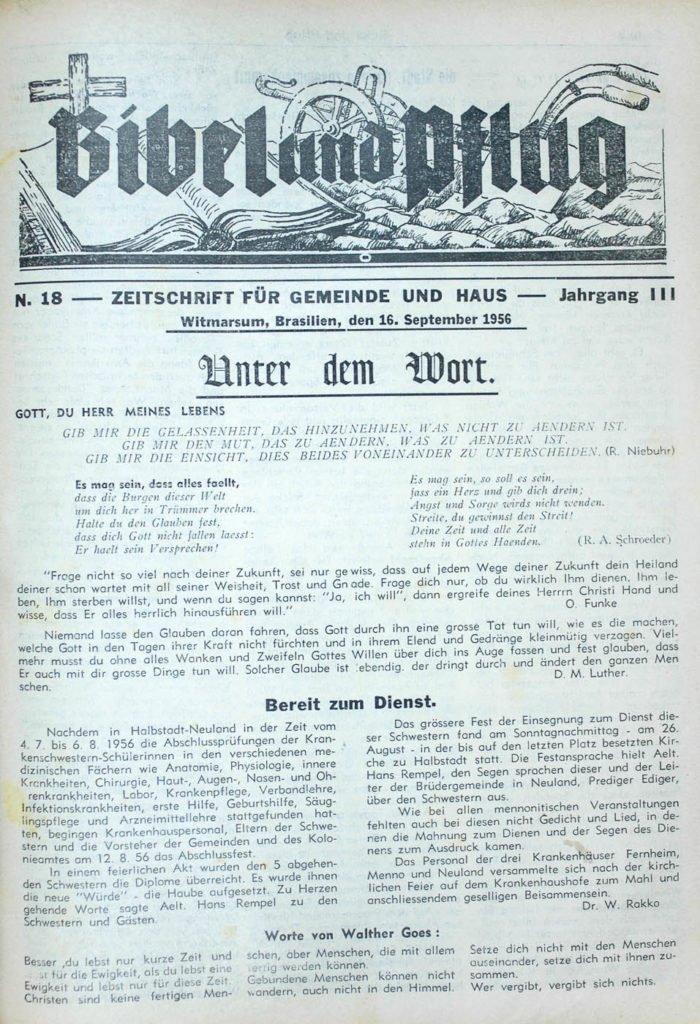 Bibel und Pflug
N. 18 — ZEITSCHRIFT FÜR GEMEINDE UND HAUS — Jahrgang III
Witmarsum, Brasilien, den 16. September 1956
Unter dem Wort.
GOTT, DU HERR MEINES LEBENS
GIB MIR DIE GELASSENHEIT, DAS HINZUNEHMEN, WAS NICHT ZU AENDERN IST.
GIB MIR DEN MUT, DAS ZU AENDERN, WAS ZU AENDERN IST.
GIB MIR DIE EINSICHT, DIES BEIDES VONEINANDER ZU UNTERSCHEIDEN. (R. Niebuhr)
Es mag sein, dass alles faellt,
dass die Burgen dieser Welt
um dich her in Trümmer brechen.
Halte du den Glauben fest,
dass dich Gott nicht fallen laesst:
Er haelt sein Versprechen!
Es mag sein, so soll es sein,
fass ein Herz und gib dich drein;
Angst und Sorge wirds nicht wenden.
Streite, du gewinnst den Streit!
Deine Zeit und alle Zeit
stehn in Gottes Haenden. (R. A. Schroeder)
"Frage nicht so viel nach deiner Zukunft, sei nur gewiss, dass auf jedem Wege deiner Zukunft dein Heiland
deiner schon wartet mit all seiner Weisheit, Trost und Gnade. Frage dich nur, ob du wirklich Ihm dienen, Ihm le-
ben, Ihm sterben willst, und wenn du sagen kannst: "Ja, ich will", dann ergreife deines Herrrn Christi Hand und
wisse, dass Er alles herrlich hinausführen will." O. Funke
Niemand lasse den Glauben daran fahren, dass Gott durch ihn eine grosse Tat tun will, wie es die machen,
welche Gott in den Tagen ihrer Kraft nicht fürchten und in ihrem Elend und Gedränge kleinmütig verzagen. Viel-
mehr musst du ohne alles Wanken und Zweifeln Gottes Willen über dich ins Auge fassen und fest glauben, dass
Er auch mit dir grosse Dinge tun will. Solcher Glaube ist lebendig, der dringt durch und ändert den ganzen Men
schen. D. M. Luther.
Bereit zum Dienst.
Nachdem in Halbstadt-Neuland in der Zeit vom
4. 7. bis 6. 8. 1956 die Abschlussprüfungen der Kran-
kenschwestern-Schülerinnen in den verschiedenen me-
dizinischen Fächern wie Anatomie, Physiologie, innere
Krankheiten, Chirurgie, Haut-, Augen-, Nasen- und Oh-
renkrankheiten, Labor, Krankenpflege, Verbandlehre,
Infektionskrankheiten, erste Hilfe, Geburtshilfe, Säug-
lingspflege und Arzneimittellehre stattgefunden hat-
ten, begingen Krankenhauspersonal, Eltern der Schwe-
stern und die Vorsteher der Gemeinden und des Kolo-
nieamtes am 12. 8. 56 das Abschlussfest.
In einem feierlichen Akt wurden den 5 abgehen-
den Schwestern die Diplome überreicht. Es wurde ihnen
die neue "Würde" - die Haube aufgesetzt. Zu Herzen
gehende Worte sagte Aelt. Hans Rempel zu den
Schwestern und Gästen.
Das grössere Fest der Einsegnung zum Dienst die-
ser Schwestern fand am Sonntagnachmittag - am 26.
August - in der bis auf den letzten Platz besetzten Kir-
che zu Halbstadt statt. Die Festansprache hielt Aelt.
Hans Rempel, den Segen sprachen dieser und der Lei-
ter der Brüdergemeinde in Neuland, Prediger Ediger,
über den Schwestern aus.
Wie bei allen mennonitischen Veranstaltungen
fehlten auch bei diesen nicht Gedicht und Lied, in de-
nen die Mahnung zum Dienen und der Segen des Die-
nens zum Ausdruck kamen.
Das Personal der drei Krankenhäuser Fernheim,
Menno und Neuland versammelte sich nach der kirch-
lichen Feier auf dem Krankenhaushofe zum Mahl und
anschliessendem geselligen Beisammensein.
Dr. W. Rakko
Worte von Walther Goes:
Besser du lebst nur kurze Zeit und
für die Ewigkeit, als du lebst eine
Ewigkeit und lebst nur für diese Zeit.
Christen sind keine fertigen Men-
schen, aber Menschen, die mit allem
fertig werden können.
Gebundene Menschen können nicht
wandern, auch nicht in den Himmel.
Setze dich nicht mit den Menschen
auseinander, setze dich mit ihnen zu-
sammen.
Wer vergibt, vergibt sich nichts.